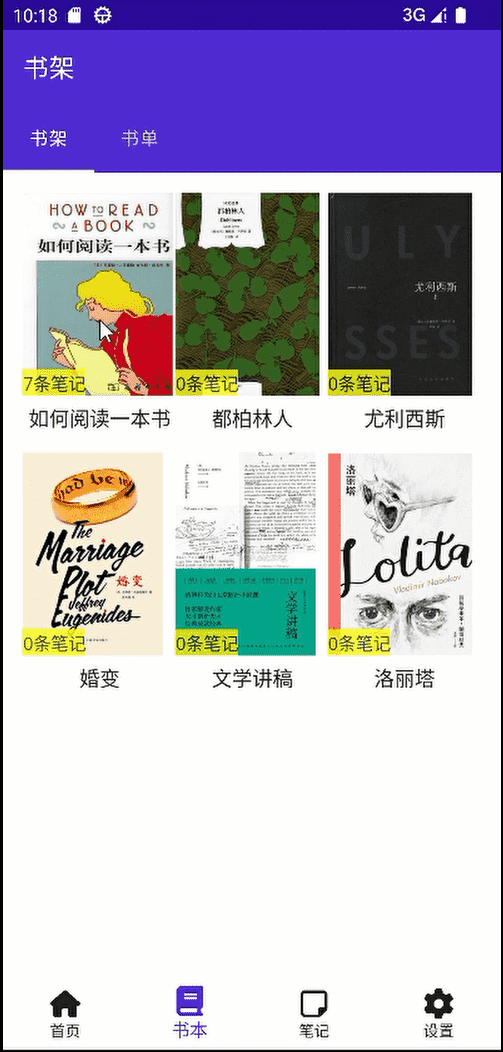 10:18
3G
书架
书架
书单
HOW TO READ
A BOOK
如何阅读一本书
7条笔记
如何阅读一本书
都柏林人
Dubliners
0条笔记
都柏林人
ULY
尤利西斯
上
SSES
0条笔记
尤利西斯
The
Marriage
Plot
婚变
Jeffrey
Eugenides
0条笔记
婚变
文学讲稿
0条笔记
文学讲稿
洛丽塔
Lolita
Vladimir Nabokov
0条笔记
洛丽塔
首页
书本
笔记
设置